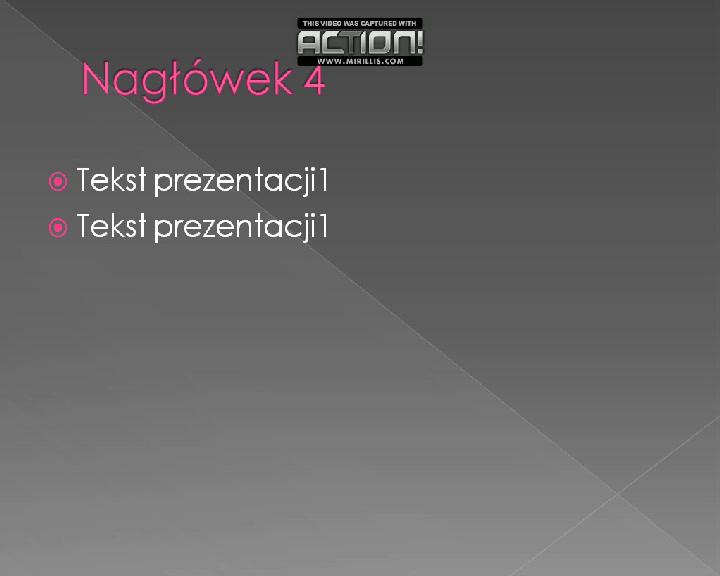 THIS VIDEO WAS CAPTURED WITH
ACTION!
WWW.MIRILLIS.COM
Nagłówek 4
Tekst prezentacji1
Tekst prezentacji1